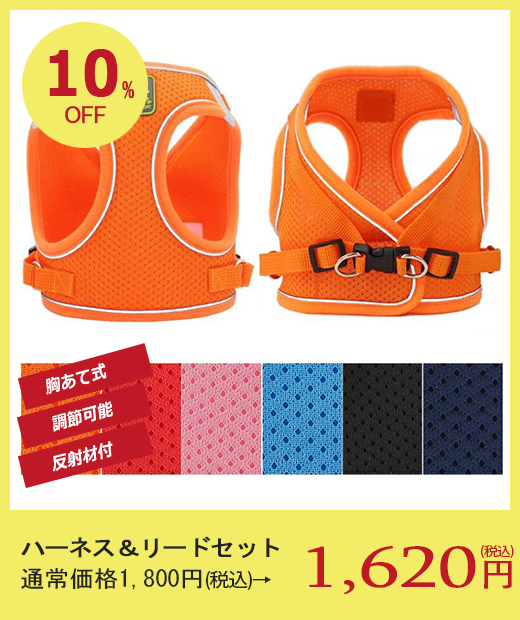 10%
OFF
胸あて式
調節可能
反射材付
ハーネス＆リードセット
通常価格1,800円(税込)→
1,620円(税込)